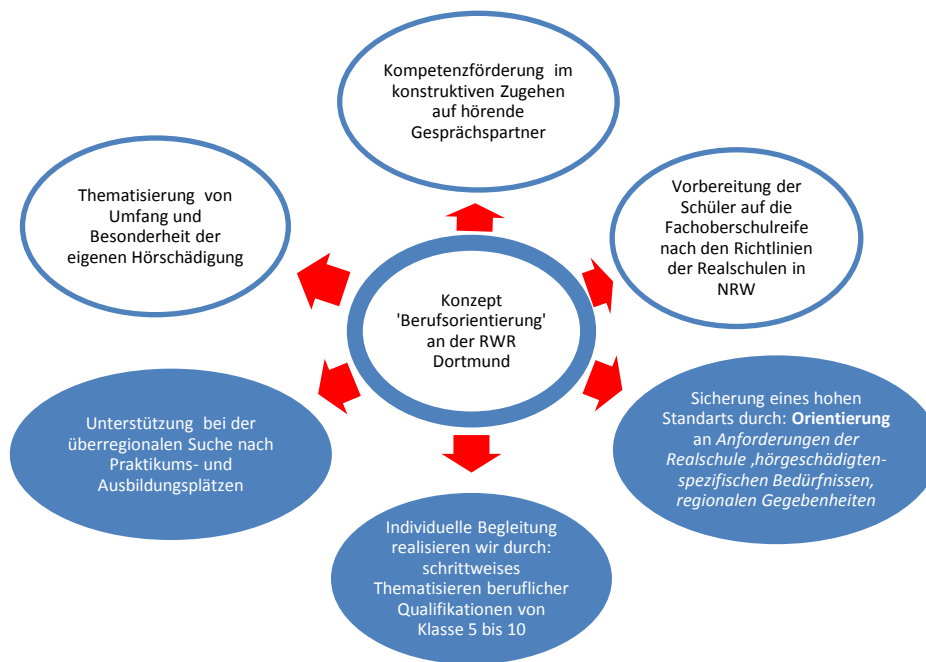 Kompetenzförderung im
konstruktiven Zugehen
auf hörende
Gesprächspartner
Thematisierung von
Umfang und
Besonderheit der
eigenen Hörschädigung
Vorbereitung der
Schüler auf die
Fachoberschulreife
nach den Richtlinien
der Realschulen in
NRW
Konzept
'Berufsorientierung'
an der RWR
Dortmund
Unterstützung bei der
überregionalen Suche nach
Praktikums- und
Ausbildungsplätzen
Sicherung eines hohen
Standarts durch: Orientierung
an Anforderungen der
Realschule ,hörgeschädigten-
spezifischen Bedürfnissen,
regionalen Gegebenheiten
Individuelle Begleitung
realisieren wir durch:
schrittweises
Thematisieren beruflicher
Qualifikationen von
Klasse 5 bis 10